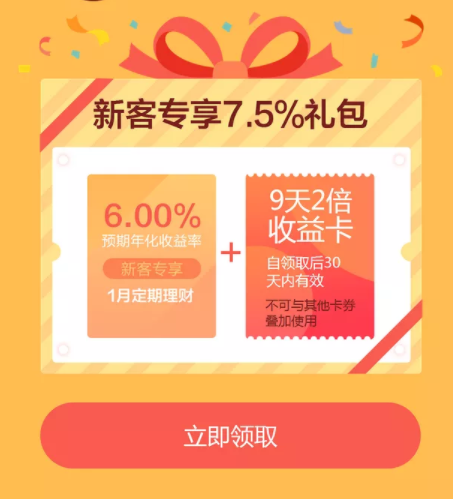 新客专享7.5%礼包
6.00%
预期年化收益率
新客专享
1月定期理财
+
9天2倍
收益卡
自领取后30
天内有效
不可与其他卡券
叠加使用
立即领取